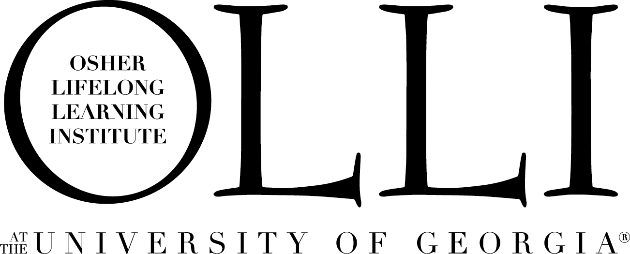 OLLI
OSHER
LIFELONG
LEARNING
INSTITUTE
AT THE UNIVERSITY OF GEORGIA®